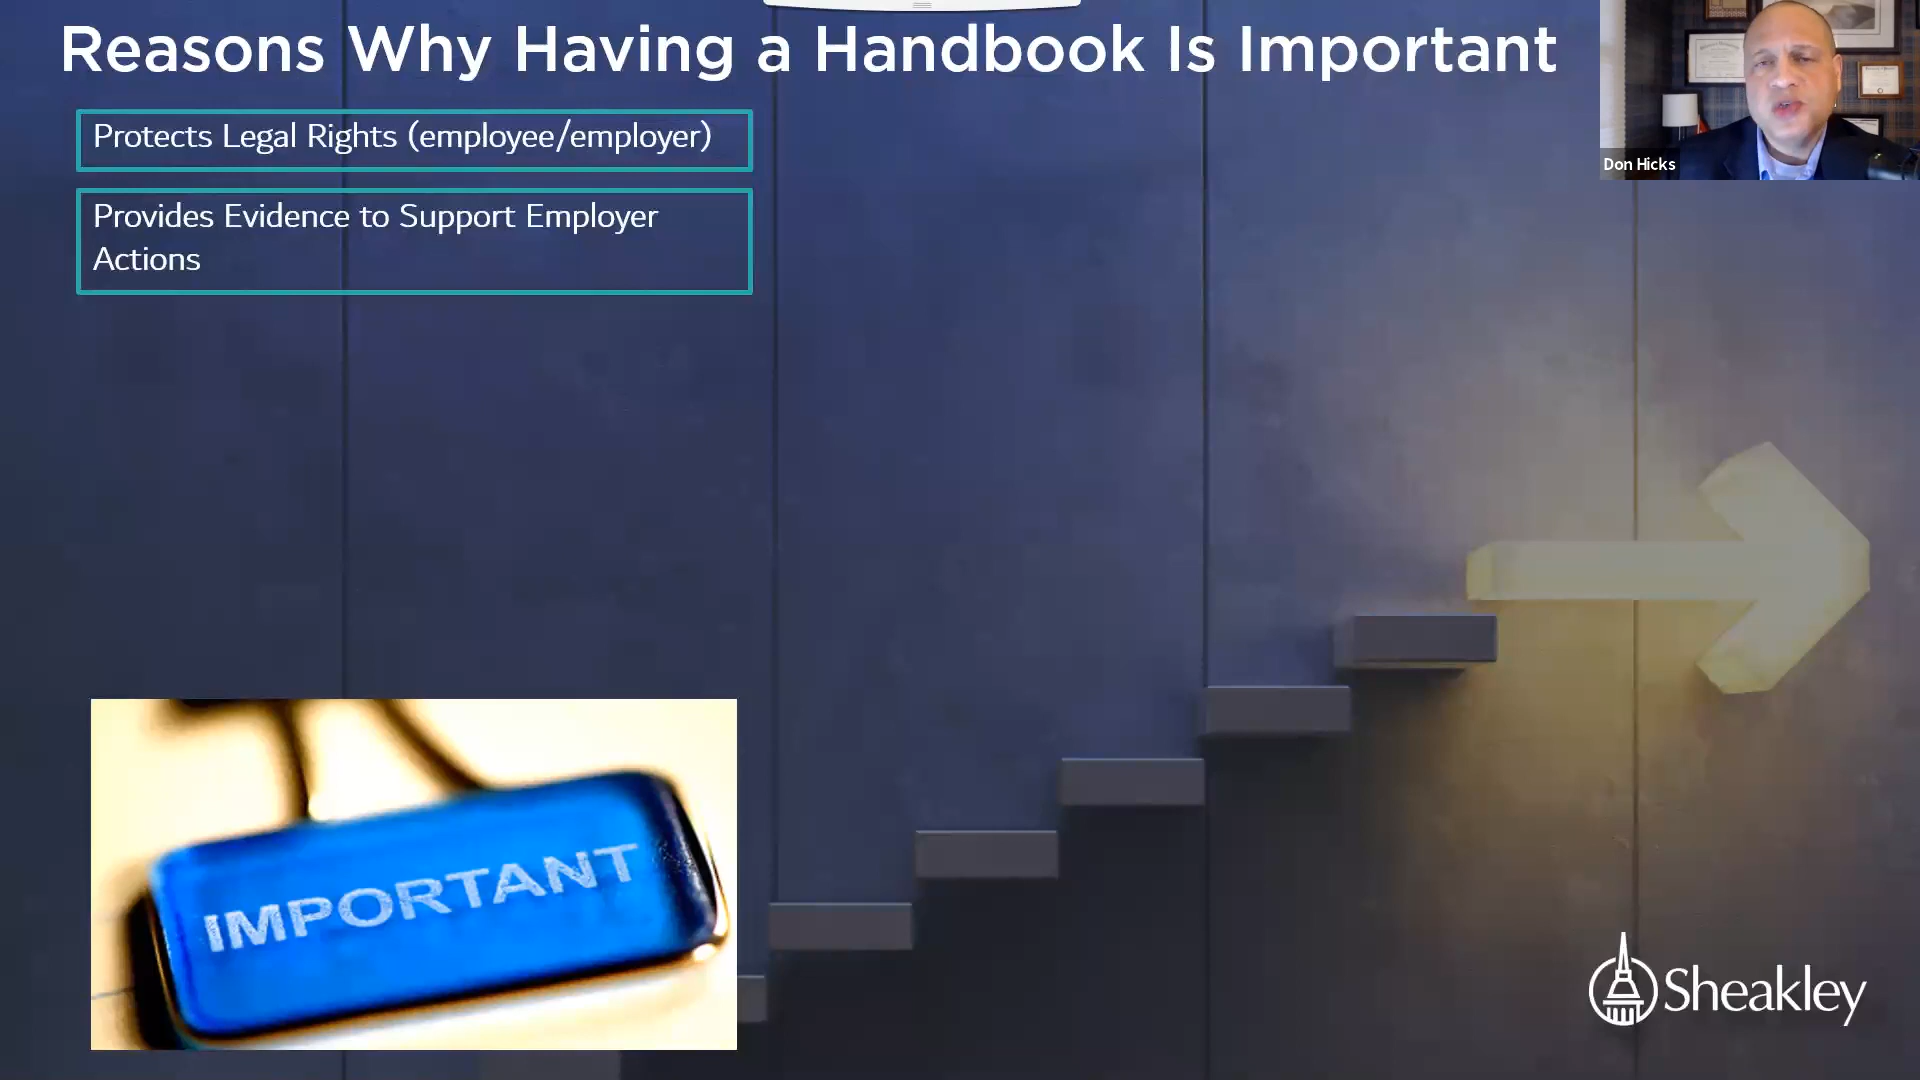 Reasons Why Having a Handbook Is Important
Protects Legal Rights (employee/employer)
Provides Evidence to Support Employer
Actions
Don Hicks
IMPORTANT
Sheakley